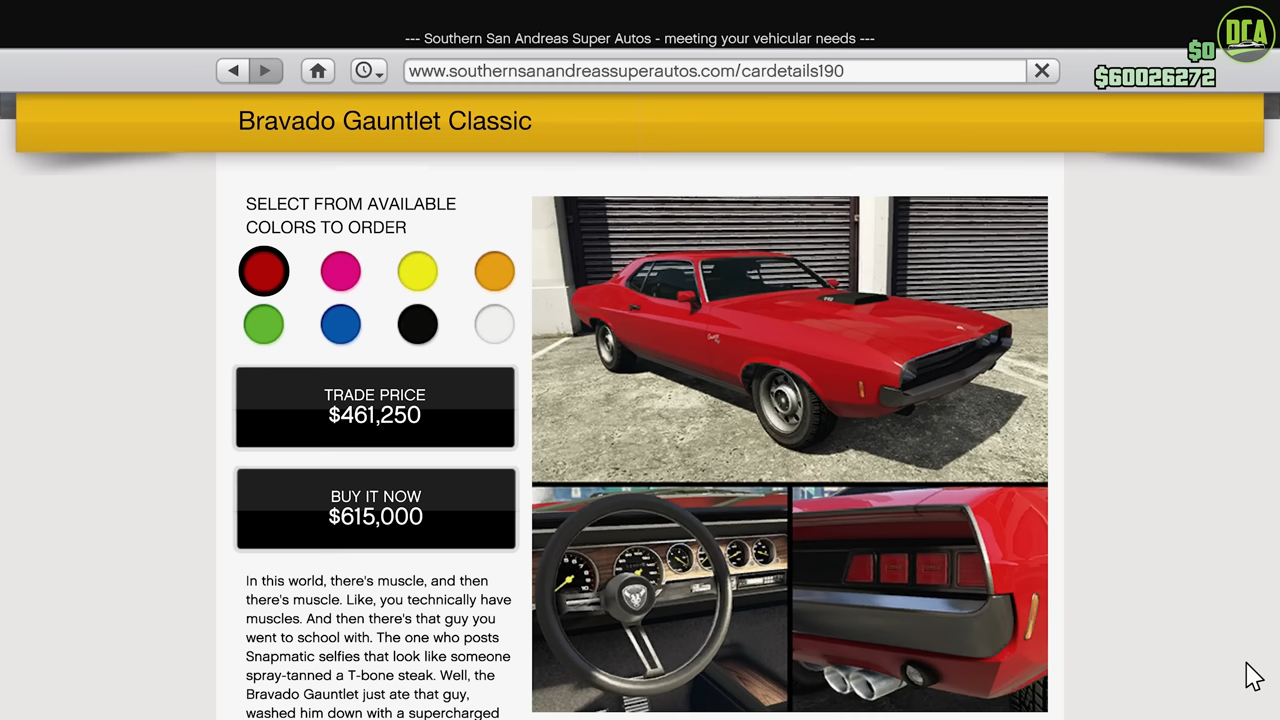 --- Southern San Andreas Super Autos - meeting your vehicular needs ---
DCA
$0
www.southernsanandreassuperautos.com/cardetails190
$60026272
Bravado Gauntlet Classic
SELECT FROM AVAILABLE
COLORS TO ORDER
TRADE PRICE
$461,250
BUY IT NOW
$615,000
In this world, there's muscle, and then
there's muscle. Like, you technically have
muscles. And then there's that guy you
went to school with. The one who posts
Snapmatic selfies that look like someone
spray-tanned a T-bone steak. Well, the
Bravado Gauntlet just ate that guy,
washed him down with a supercharged